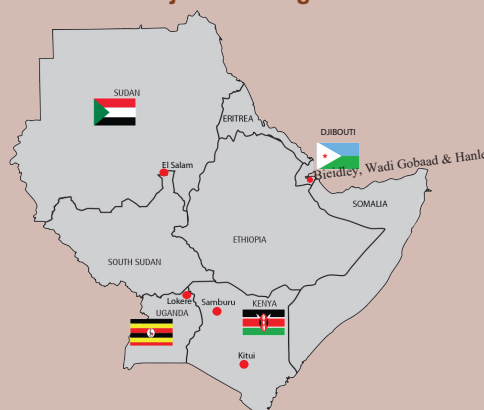 SUDAN
ERITREA
DJIBOUTI
El Salam
Bieidley, Wadi Gobaad & Hanle
SOMALIA
ETHIOPIA
SOUTH SUDAN
Lokere
Samburu
KENYA
UGANDA
Kitui